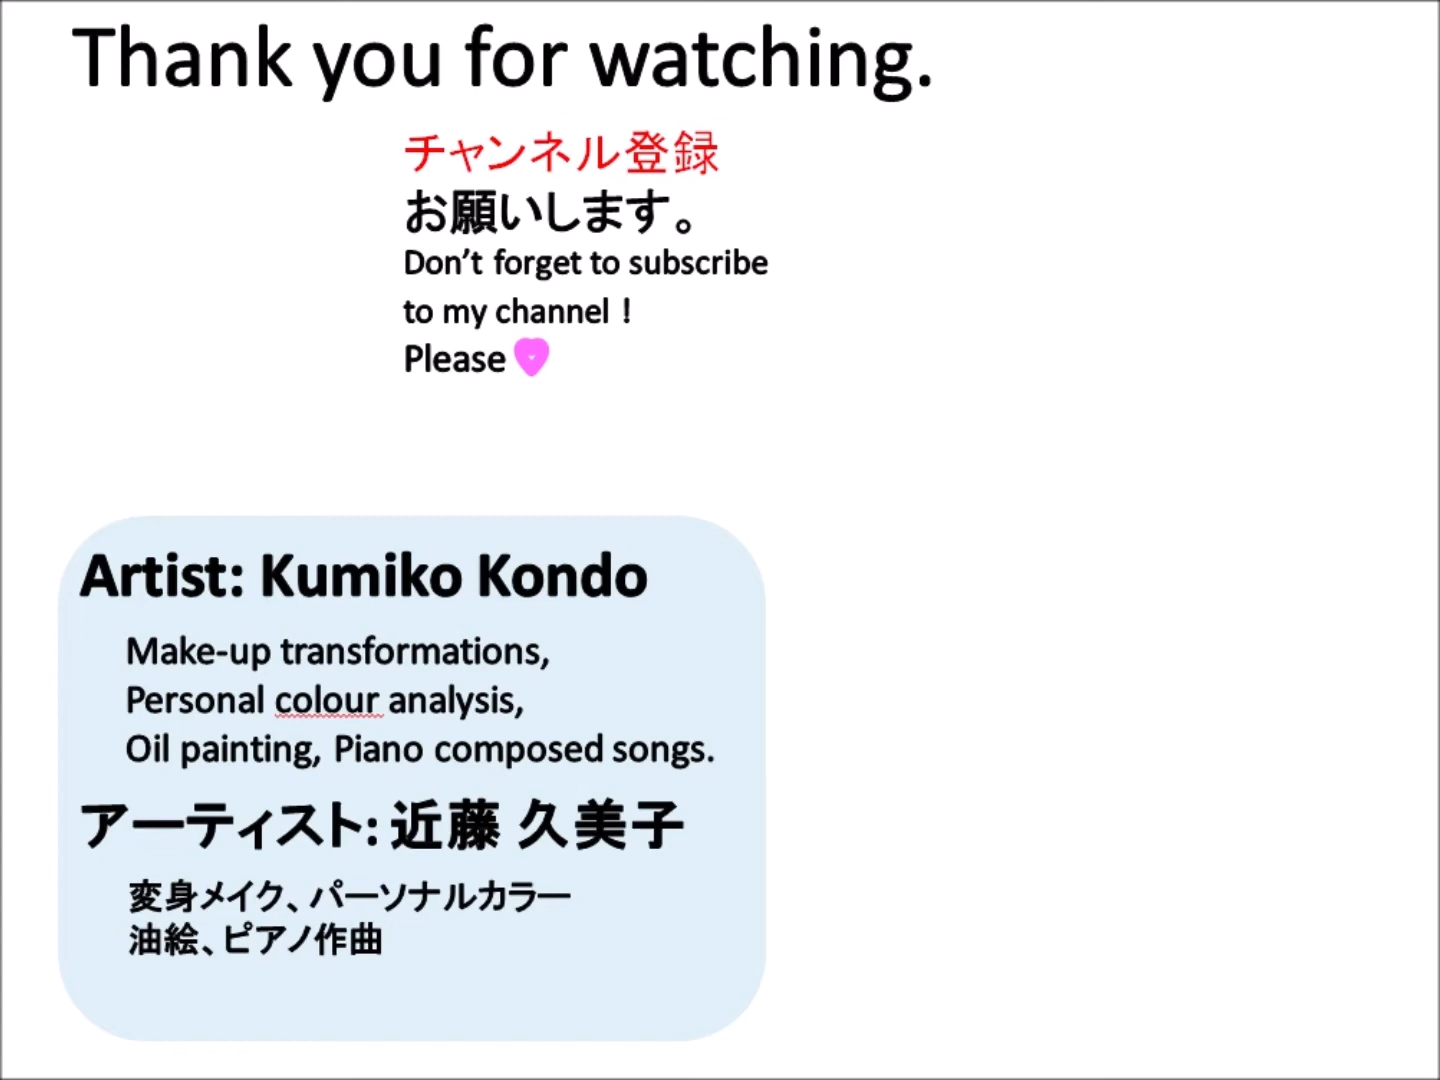 Thank you for watching.
チャンネル登録
お願いします。
Don’t forget to subscribe
to my channel！
Please
Artist: Kumiko Kondo
Make-up transformations,
Personal colour analysis,
Oil painting, Piano composed songs.
アーティスト: 近藤 久美子
変身メイク、パーソナルカラー
油絵、ピアノ作曲